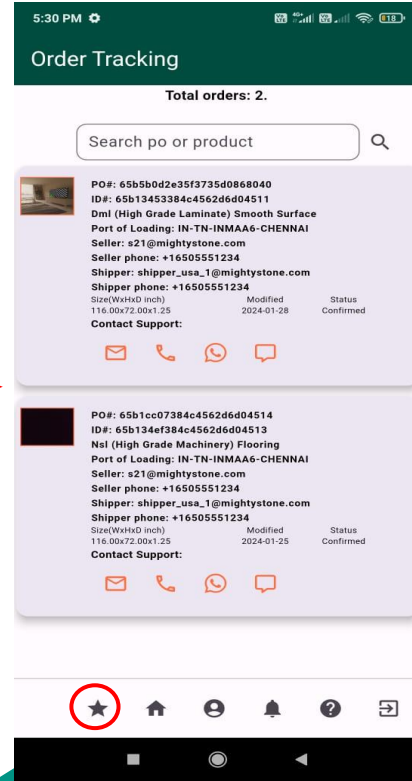 5:30 PM
4G+
18
Order Tracking
Total orders: 2.
Search po or product
PO#: 65b5b0d2e35f3735d0868040
ID#: 65b13453384c4562d6d04511
Dml (High Grade Laminate) Smooth Surface
Port of Loading: IN-TN-INMAA6-CHENNAI
Seller: s21@mightystone.com
Seller phone: +16505551234
Shipper: shipper_usa_1@mightystone.com
Shipper phone: +16505551234
Size(WxHxD inch) Modified Status
116.00x72.00x1.25 2024-01-28 Confirmed
Contact Support:
PO#: 65b1cc07384c4562d6d04514
ID#: 65b134ef384c4562d6d04513
Nsl (High Grade Machinery) Flooring
Port of Loading: IN-TN-INMAA6-CHENNAI
Seller: s21@mightystone.com
Seller phone: +16505551234
Shipper: shipper_usa_1@mightystone.com
Shipper phone: +16505551234
Size(WxHxD inch) Modified Status
116.00x72.00x1.25 2024-01-25 Confirmed
Contact Support: